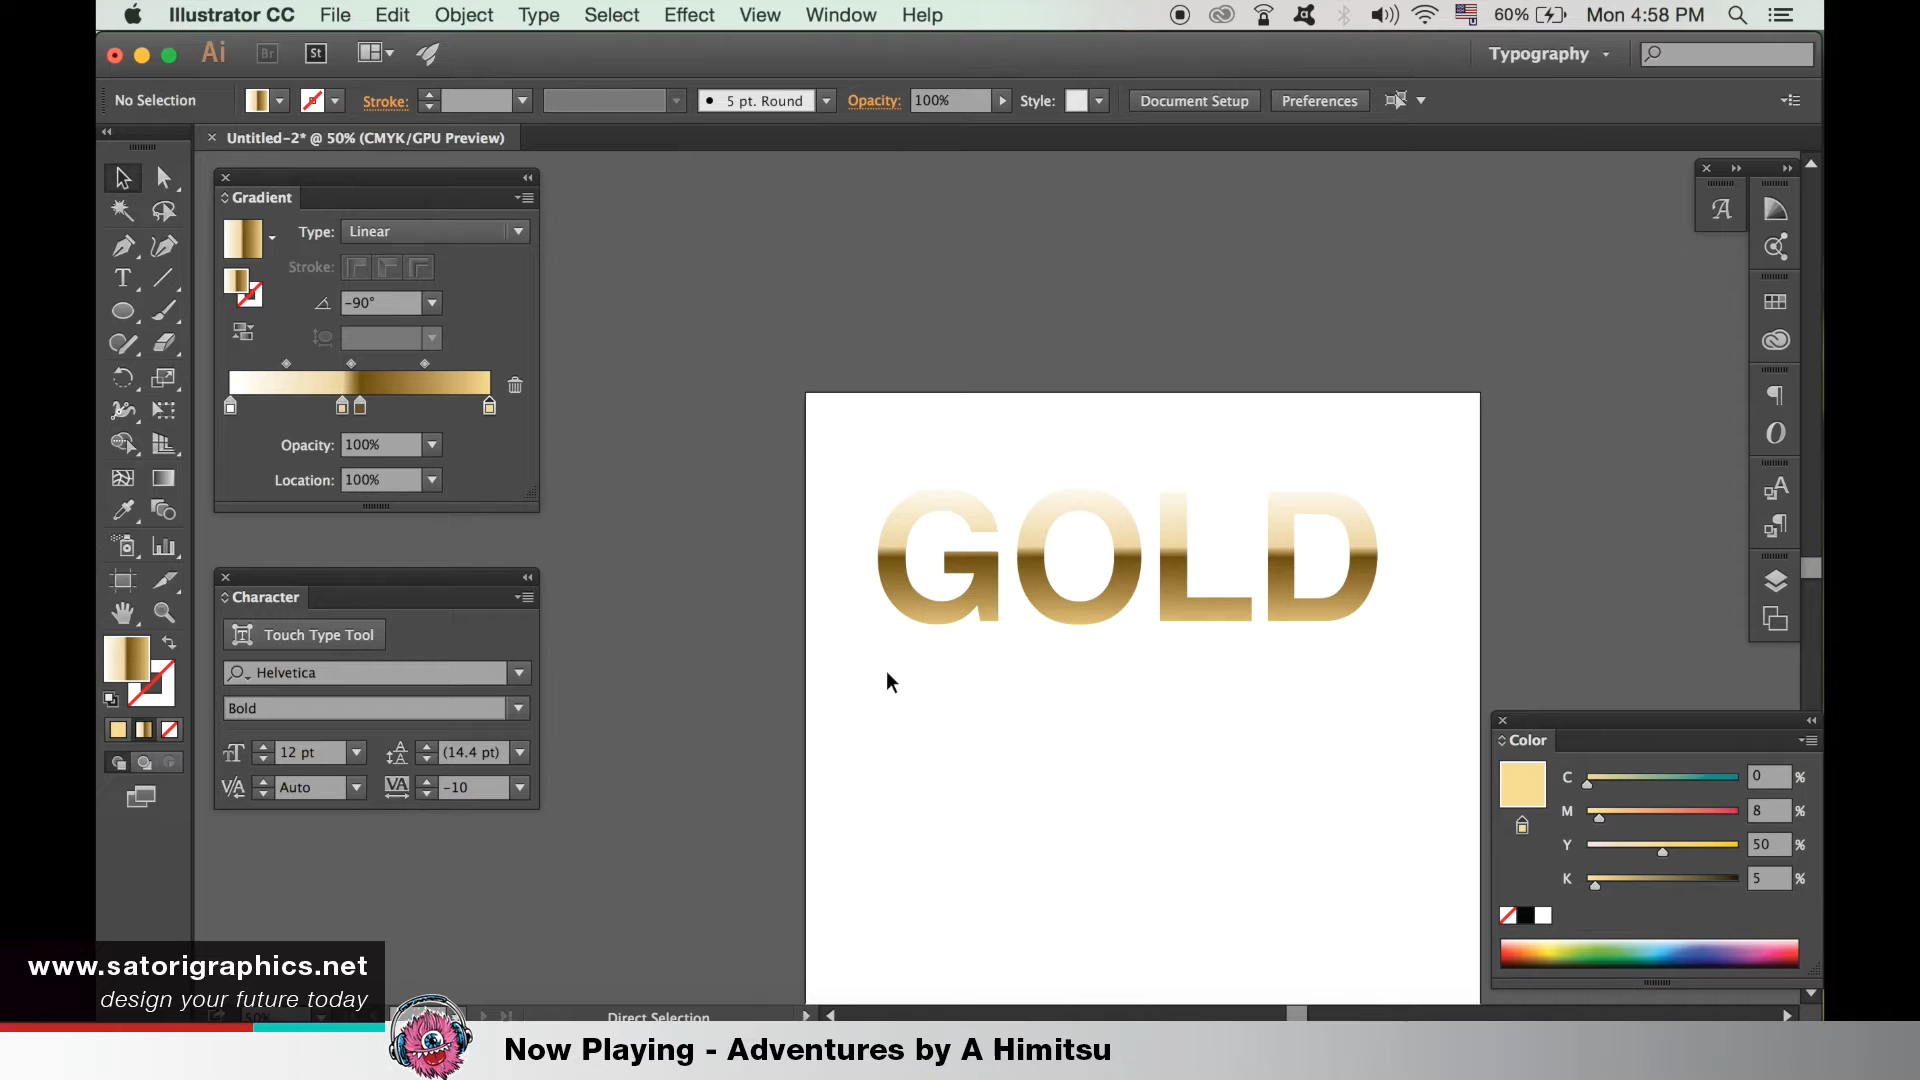 Illustrator CC File Edit Object Type Select Effect View Window Help 60% Mon 4:58 PM
Ai Br St Typography
No Selection Stroke: 5 pt. Round Opacity: 100% Style: Document Setup Preferences
× Untitled-2* @ 50% (CMYK/GPU Preview)
Gradient
Type: Linear
Stroke:
-90°
Opacity: 100%
Location: 100%
GOLD
Character
Touch Type Tool
Helvetica
Bold
12 pt (14.4 pt)
Auto -10
Color
C 0 %
M 8 %
Y 50 %
K 5 %
50% Direct Selection
www.satorigraphics.net
design your future today
Now Playing - Adventures by A Himitsu